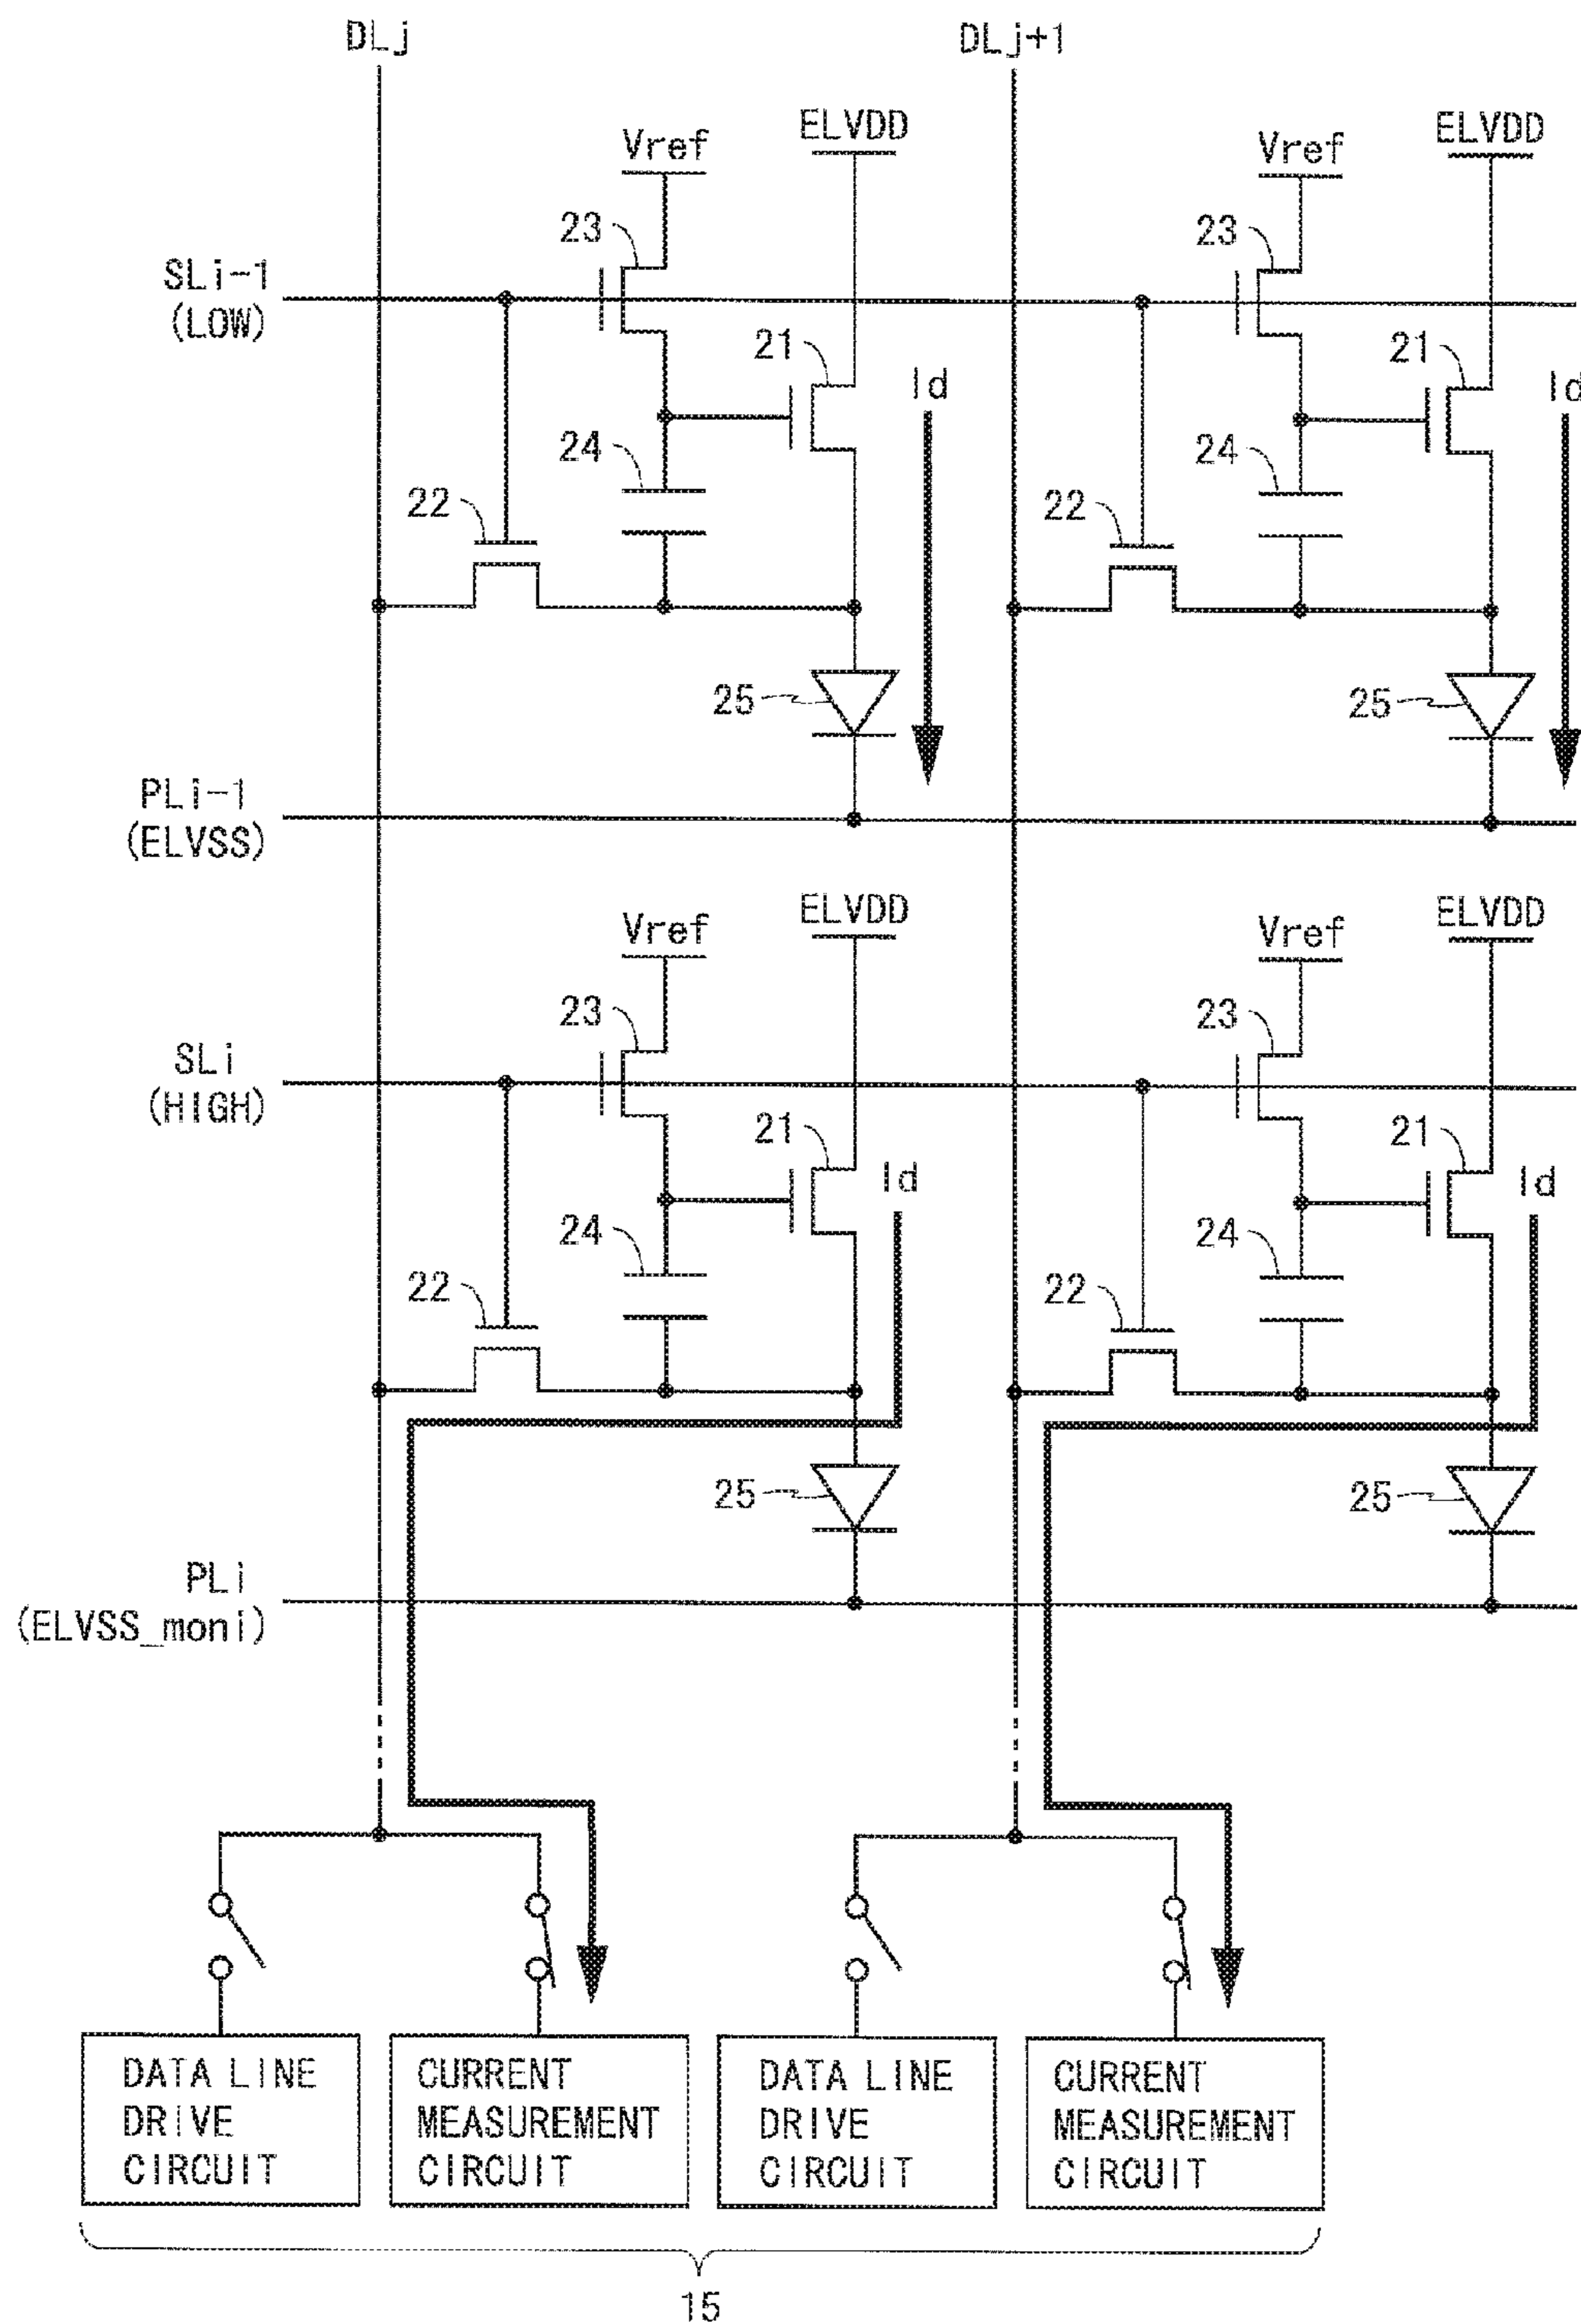 DLj
DLj+1
Vref
ELVDD
Vref
ELVDD
23
23
SLi-1
(LOW)
21
Id
21
Id
24
24
22
22
25
25
PLi-1
(ELVSS)
Vref
ELVDD
Vref
ELVDD
23
23
SLi
(HIGH)
21
Id
21
Id
24
24
22
22
25
25
PLi
(ELVSS_moni)
DATA LINE
DRIVE
CIRCUIT
CURRENT
MEASUREMENT
CIRCUIT
DATA LINE
DRIVE
CIRCUIT
CURRENT
MEASUREMENT
CIRCUIT
15